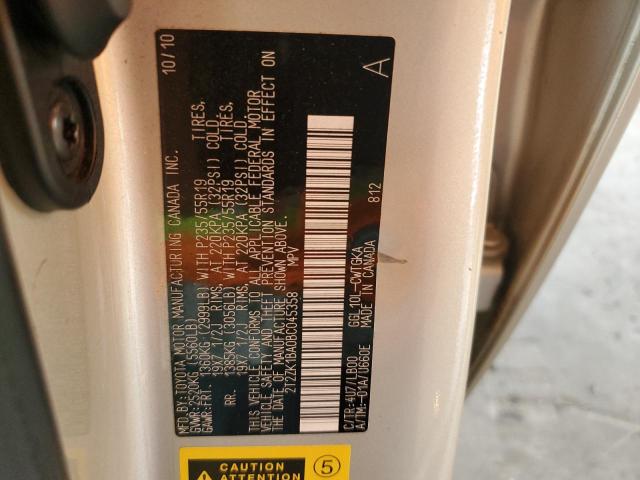 MFD.BY:TOYOTA MOTOR MANUFACTURING CANADA INC. 10/10
GVWR:2520KG (5560LB)
GAWR:FRT. 1360KG (2999LB) WITH P235/55R19 TIRES,
19X7 1/2J RIMS, AT 220KPA (32PSI) COLD.
RR. 1385KG (3056LB) WITH P235/55R19 TIRES,
19X7 1/2J RIMS, AT 220KPA (32PSI) COLD.
THIS VEHICLE CONFORMS TO ALL APPLICABLE FEDERAL MOTOR
VEHICLE SAFETY AND THEFT PREVENTION STANDARDS IN EFFECT ON
THE DATE OF MANUFACTURE SHOWN ABOVE.
2T2ZK1BA0BC045358 MPV
A
C/TR:4U7/LB00 GGL10L-CWTGKA 812
A/TM:-01A/U660E MADE IN CANADA
CAUTION
ATTENTION
5